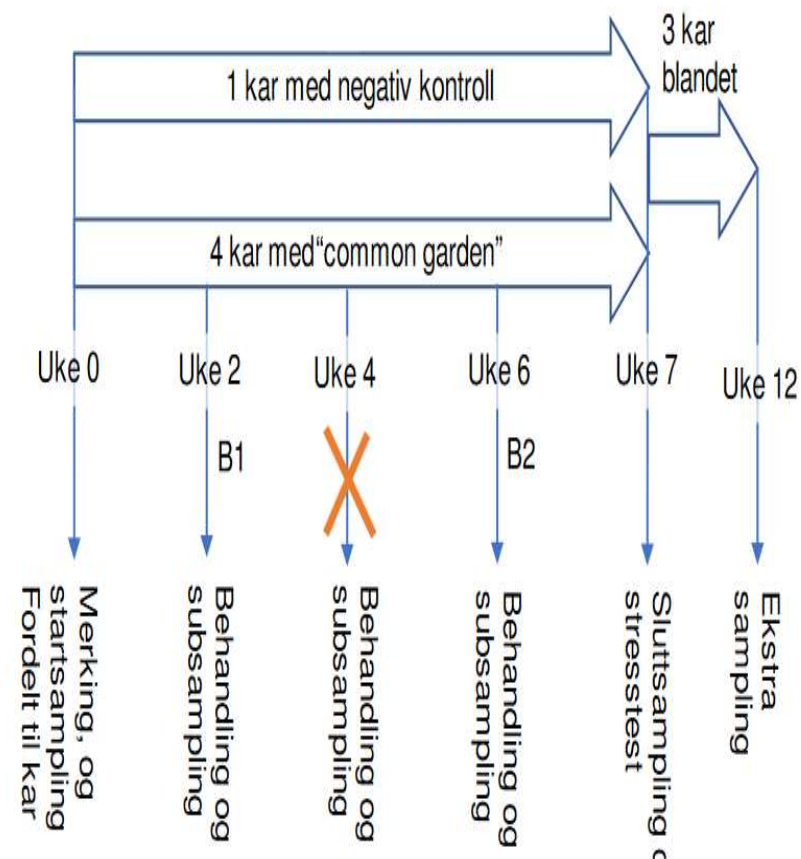 3 kar
blandet
1 kar med negativ kontroll
4 kar med“common garden”
Uke 0
Uke 2
Uke 4
Uke 6
Uke 7
Uke 12
B1
B2
Merking, og
startsampling
Fordelt til kar
Behandling og
subsampling
Behandling og
subsampling
Behandling og
subsampling
Sluttsampling
stresstest
Ekstra
sampling